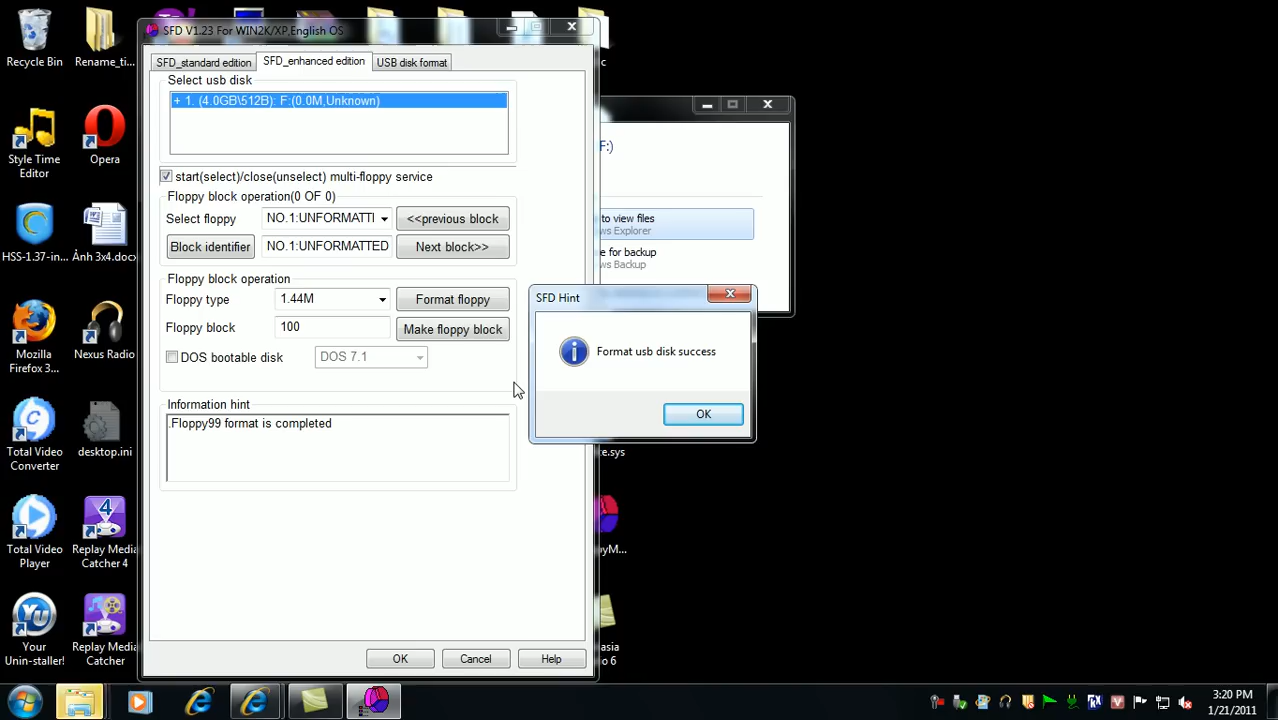 SFD V1.23 For WIN2K/XP,English OS
SFD_standard edition
SFD_enhanced edition
USB disk format
Select usb disk
+ 1. (4.0GB\512B): F:(0.0M,Unknown)
start(select)/close(unselect) multi-floppy service
Floppy block operation(0 OF 0)
Select floppy
NO.1:UNFORMATTI
<<previous block
Block identifier
NO.1:UNFORMATTED
Next block>>
Floppy block operation
Floppy type
1.44M
Format floppy
Floppy block
100
Make floppy block
DOS bootable disk
DOS 7.1
Information hint
.Floppy99 format is completed
OK
Cancel
Help
F:)
to view files
ws Explorer
e for backup
ws Backup
SFD Hint
Format usb disk success
OK
Recycle Bin
Rename_ti...
Style Time
Editor
Opera
HSS-1.37-in...
Ảnh 3x4.docx
Mozilla
Firefox 3...
Nexus Radio
Total Video
Converter
desktop.ini
4
Total Video
Player
Replay Media
Catcher 4
Your
Unin-staller!
Replay Media
Catcher
c
te.sys
yM...
asia
o 6
3:20 PM
1/21/2011